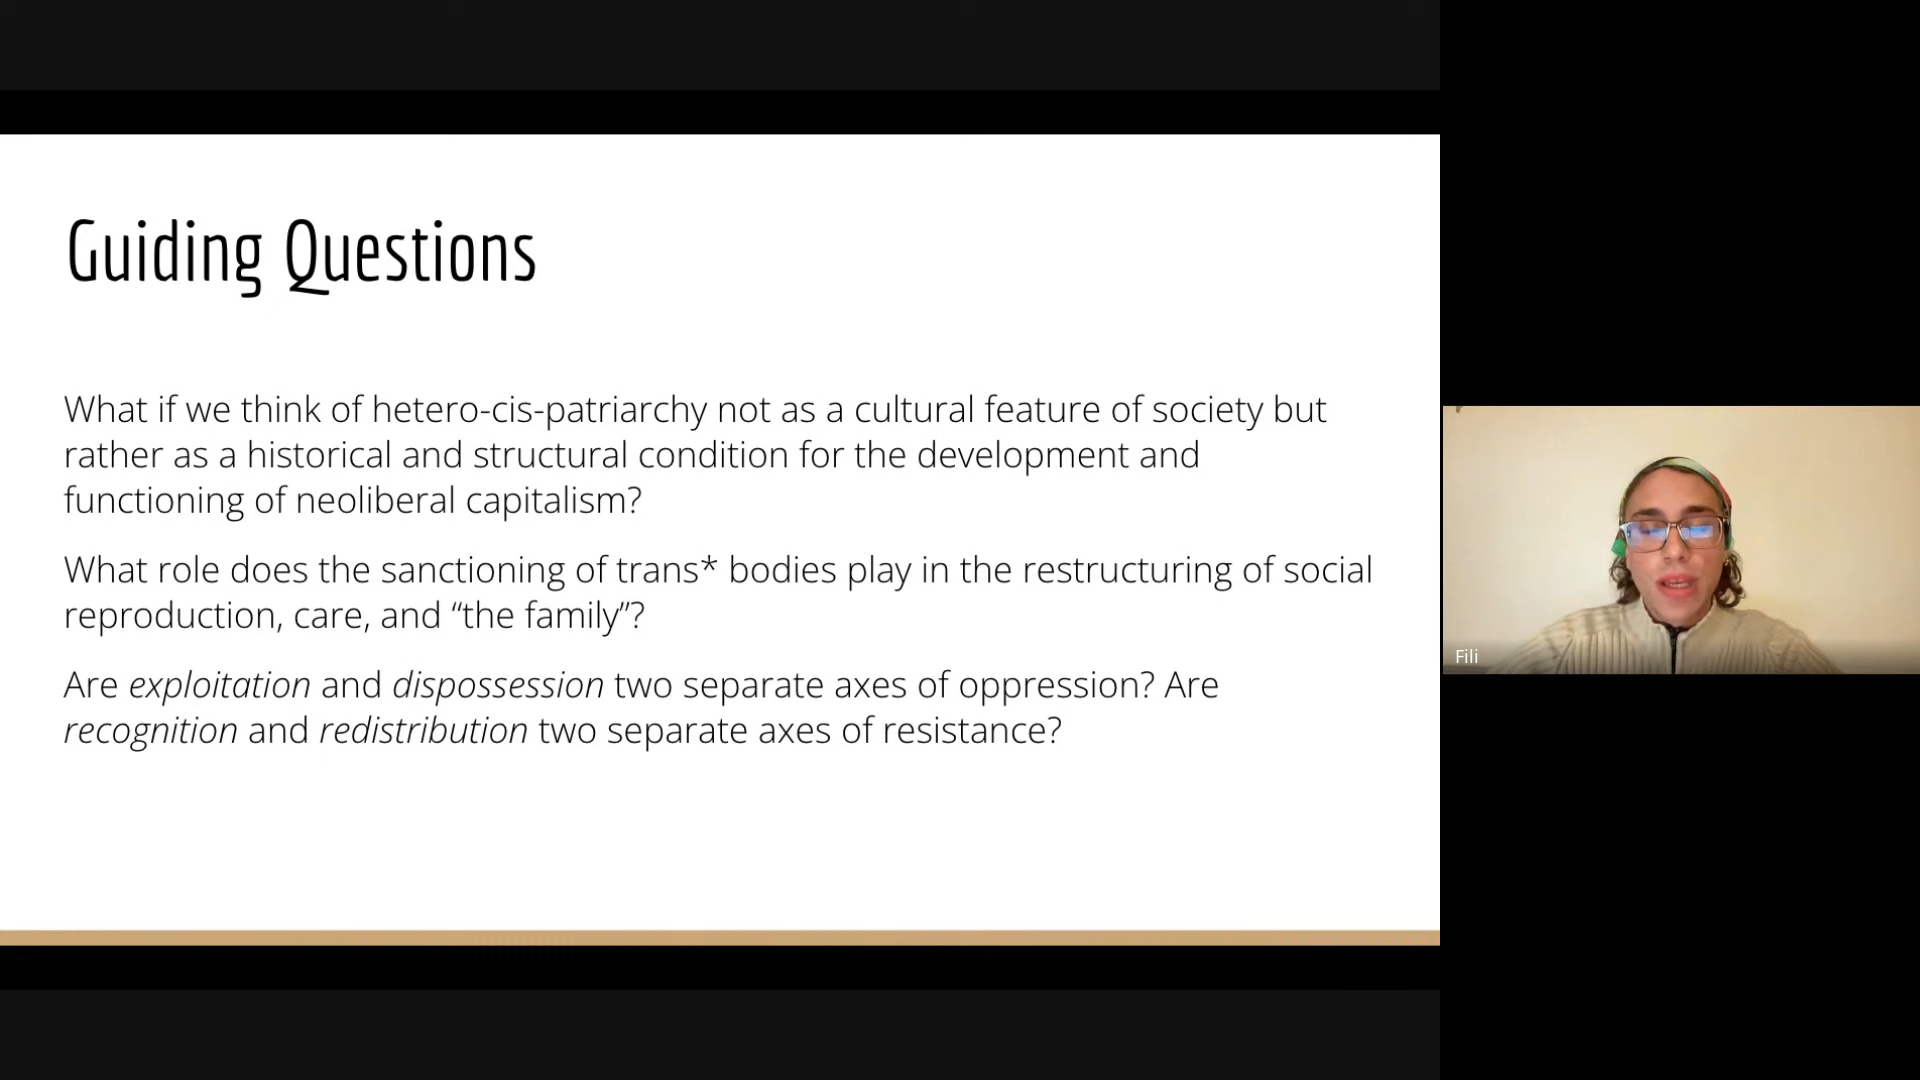 Guiding Questions
What if we think of hetero-cis-patriarchy not as a cultural feature of society but
rather as a historical and structural condition for the development and
functioning of neoliberal capitalism?
What role does the sanctioning of trans* bodies play in the restructuring of social
reproduction, care, and “the family”?
Are exploitation and dispossession two separate axes of oppression? Are
recognition and redistribution two separate axes of resistance?
Fili